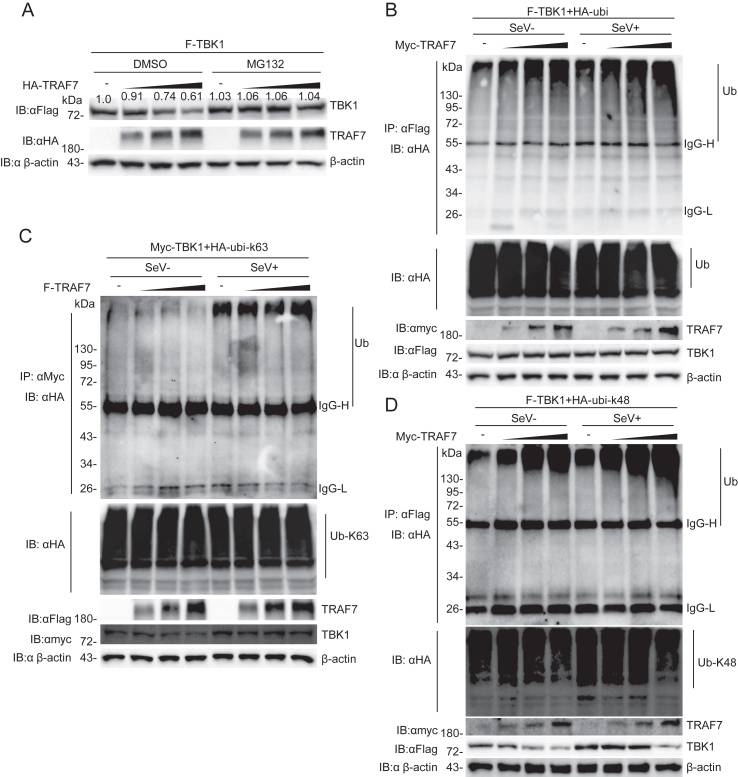 A
F-TBK1
DMSO MG132
HA-TRAF7
kDa 1.0 0.91 0.74 0.61 1.03 1.06 1.06 1.04
IB:αFlag 72- TBK1
IB:αHA 180- TRAF7
IB:α β-actin 43- β-actin
B
F-TBK1+HA-ubi
SeV- SeV+
Myc-TRAF7 - -
kDa
130-
95-
72-
55-
43-
34-
26-
IP: αFlag
IB: αHA
Ub
IgG-H
IgG-L
IB: αHA Ub
IB:αmyc 180- TRAF7
IB:αFlag 72- TBK1
IB:α β-actin 43- β-actin
C
Myc-TBK1+HA-ubi-k63
SeV- SeV+
F-TRAF7 - -
kDa
130-
95-
72-
55-
43-
34-
26-
IP: αMyc
IB: αHA
Ub
IgG-H
IgG-L
IB: αHA Ub-K63
IB:αFlag 180- TRAF7
IB:αmyc 72- TBK1
IB:α β-actin 43- β-actin
D
F-TBK1+HA-ubi-k48
SeV- SeV+
Myc-TRAF7 - -
kDa
130-
95-
72-
55-
43-
34-
26-
IP: αFlag
IB: αHA
Ub
IgG-H
IgG-L
IB: αHA Ub-K48
IB:αmyc 180- TRAF7
IB:αFlag 72- TBK1
IB:α β-actin 43- β-actin